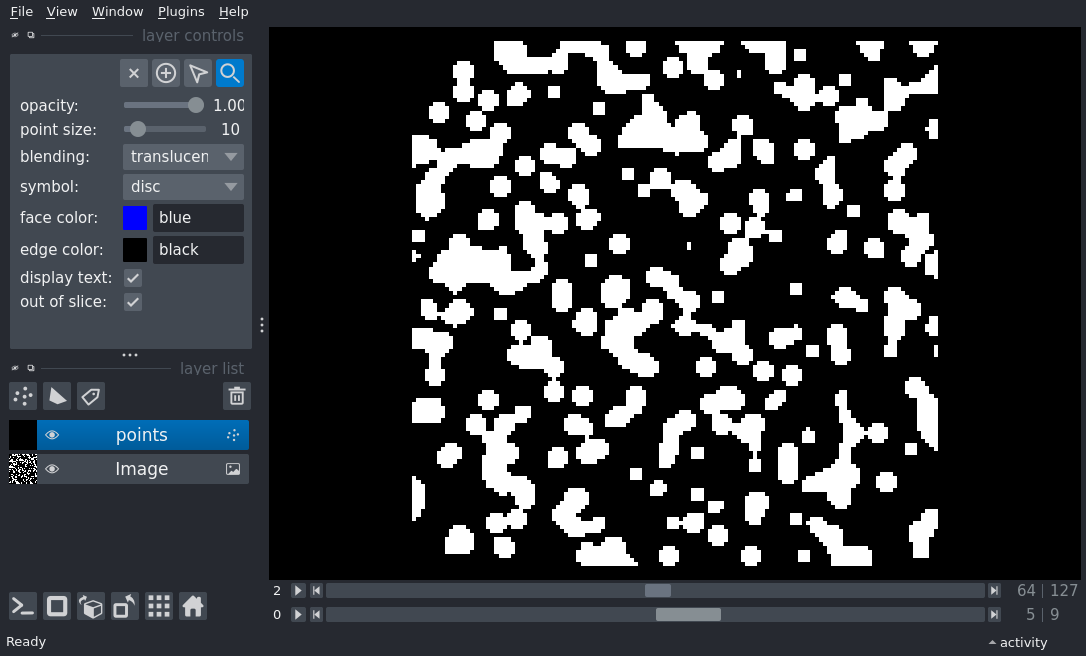 File View Window Plugins Help
layer controls
opacity: 1.00
point size: 10
blending: translucen
symbol: disc
face color: blue
edge color: black
display text:
out of slice:
layer list
points
Image
2 64 | 127
0 5 | 9
Ready activity